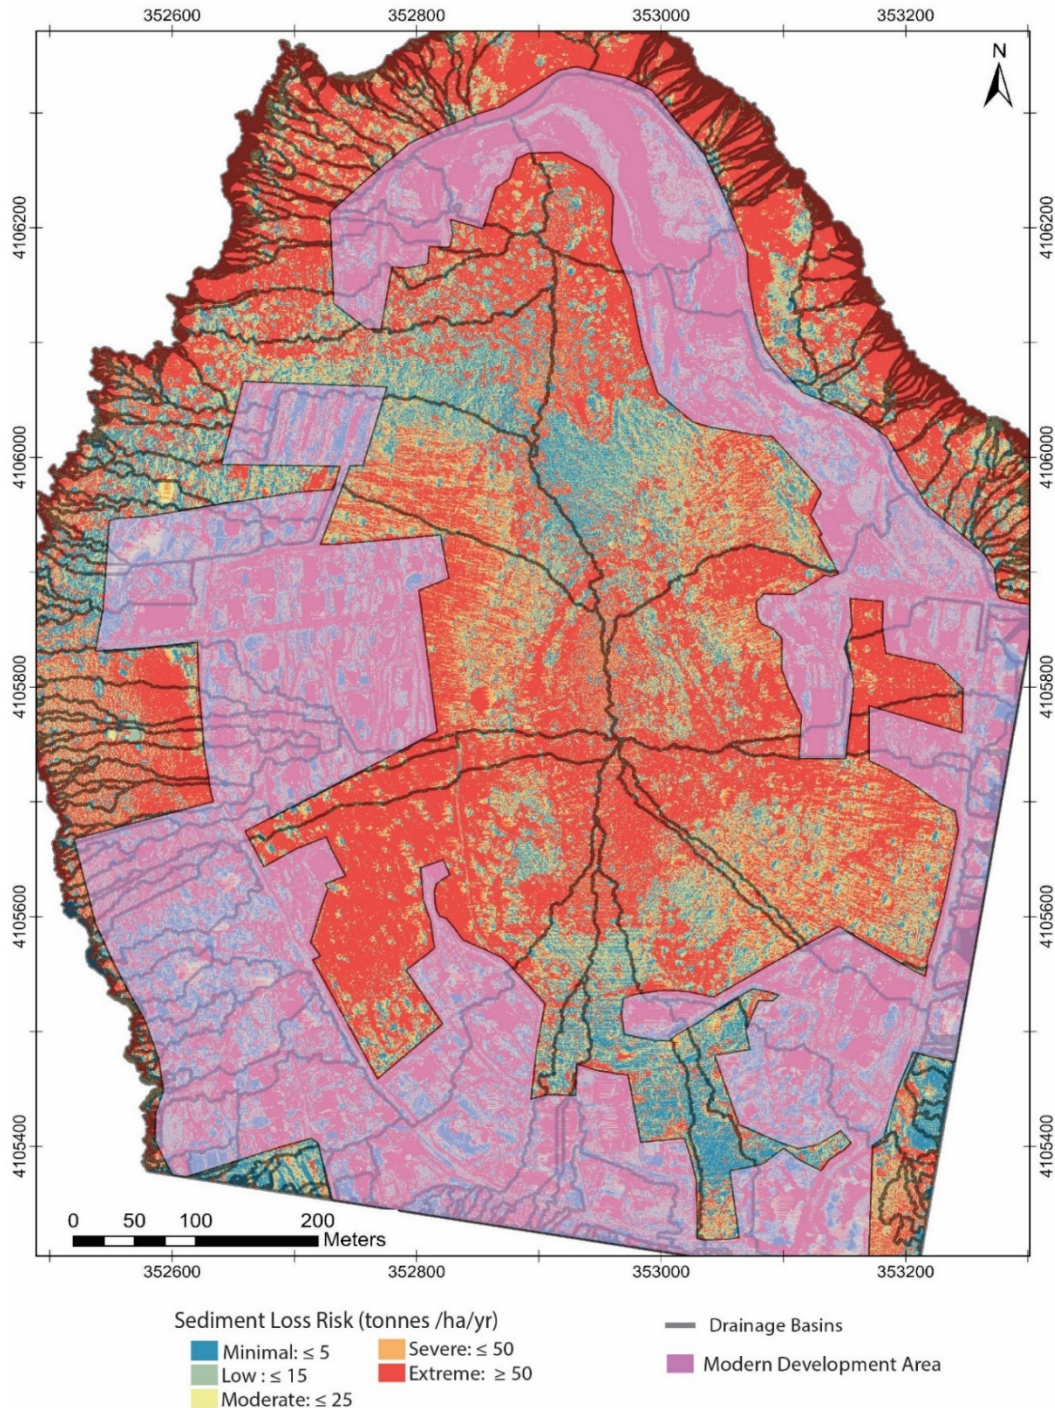 352600 352800 353000 353200
N
4106200 4106200
4106000 4106000
4105800 4105800
4105600 4105600
4105400 4105400
0 50 100 200
Meters
352600 352800 353000 353200
Sediment Loss Risk (tonnes /ha/yr)
Minimal: ≤ 5
Low : ≤ 15
Moderate: ≤ 25
Severe: ≤ 50
Extreme: ≥ 50
Drainage Basins
Modern Development Area